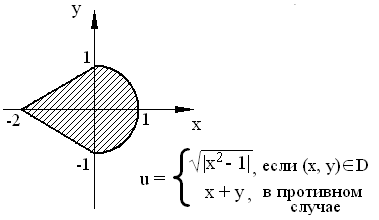 y
1
-2
1
x
-1
u = { √|x² - 1|, если (x, y)∈D
x + y, в противном
случае